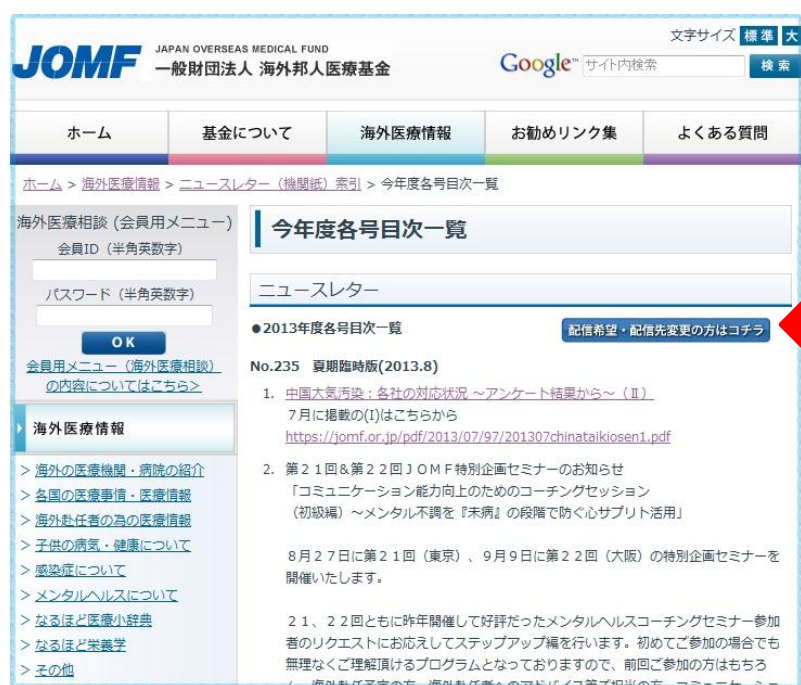 文字サイズ 標準 大
JOMF JAPAN OVERSEAS MEDICAL FUND
一般財団法人 海外邦人医療基金
Google™ サイト内検索 検索
ホーム 基金について 海外医療情報 お勧めリンク集 よくある質問
ホーム > 海外医療情報 > ニュースレター（機関紙）索引 > 今年度各号目次一覧
海外医療相談 (会員用メニュー)
会員ID（半角英数字）
パスワード（半角英数字）
OK
会員用メニュー（海外医療相談）
の内容についてはこちら>
海外医療情報
> 海外の医療機関・病院の紹介
> 各国の医療事情・医療情報
> 海外赴任者の為の医療情報
> 子供の病気・健康について
> 感染症について
> メンタルヘルスについて
> なるほど医療小辞典
> なるほど栄養学
> その他
今年度各号目次一覧
ニュースレター
●2013年度各号目次一覧 配信希望・配信先変更の方はコチラ
No.235 夏期臨時版(2013.8)
1. 中国大気汚染：各社の対応状況 ～アンケート結果から～（Ⅱ）
７月に掲載の(I)はこちらから
https://jomf.or.jp/pdf/2013/07/97/201307chinataikiosen1.pdf
2. 第２１回&第２２回ＪＯＭＦ特別企画セミナーのお知らせ
「コミュニケーション能力向上のためのコーチングセッション
（初級編）～メンタル不調を『未病』の段階で防ぐ心サプリト活用」
８月２７日に第２１回（東京）、９月９日に第２２回（大阪）の特別企画セミナーを
開催いたします。
２１、２２回ともに昨年開催して好評だったメンタルヘルスコーチングセミナー参加
者のリクエストにお応えしてステップアップ編を行います。初めてご参加の場合でも
無理なくご理解頂けるプログラムとなっておりますので、前回ご参加の方はもちろ